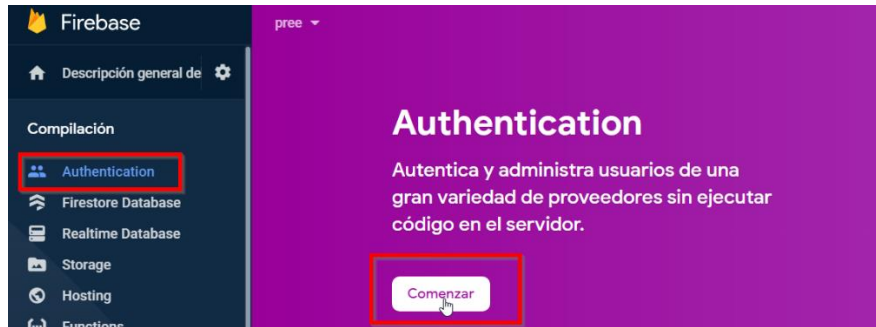 Firebase
pree
Descripción general de
Compilación
Authentication
Firestore Database
Realtime Database
Storage
Hosting
Functions
Authentication
Autentica y administra usuarios de una
gran variedad de proveedores sin ejecutar
código en el servidor.
Comenzar